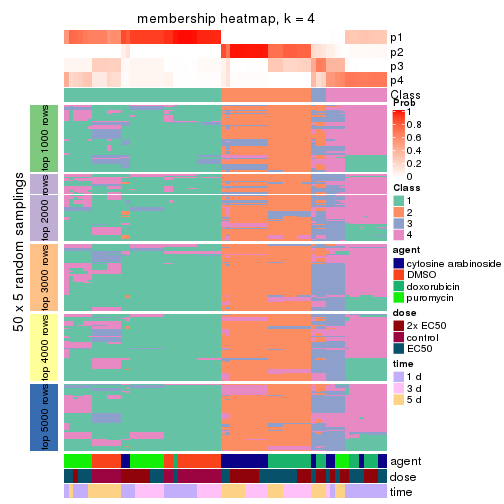 membership heatmap, k = 4
p1
p2
p3
p4
Class
50 x 5 random samplings
top 1000 rows
top 2000 rows
top 3000 rows
top 4000 rows
top 5000 rows
Prob
1
0.8
0.6
0.4
0.2
0
Class
1
2
3
4
agent
cytosine arabinoside
DMSO
doxorubicin
puromycin
dose
2x EC50
control
EC50
time
1 d
3 d
5 d
agent
dose
time